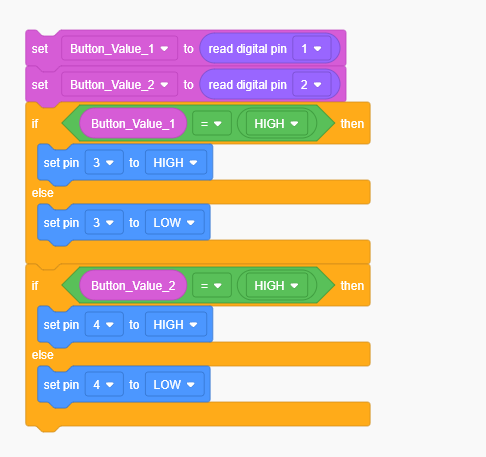 set Button_Value_1 to read digital pin 1
set Button_Value_2 to read digital pin 2
if Button_Value_1 = HIGH then
set pin 3 to HIGH
else
set pin 3 to LOW
if Button_Value_2 = HIGH then
set pin 4 to HIGH
else
set pin 4 to LOW